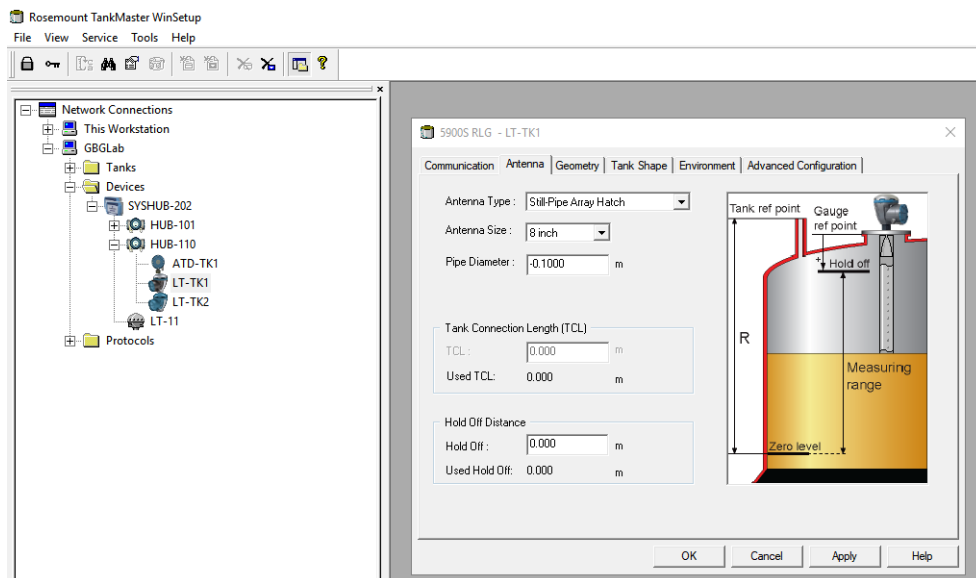 Rosemount TankMaster WinSetup
File View Service Tools Help
Network Connections
This Workstation
GBGLab
Tanks
Devices
SYSHUB-202
HUB-101
HUB-110
ATD-TK1
LT-TK1
LT-TK2
LT-11
Protocols
5900S RLG - LT-TK1
Communication Antenna Geometry Tank Shape Environment Advanced Configuration
Antenna Type : Still-Pipe Array Hatch
Antenna Size : 8 inch
Pipe Diameter : -0.1000 m
Tank Connection Length (TCL)
TCL : 0.000 m
Used TCL: 0.000 m
Hold Off Distance
Hold Off : 0.000 m
Used Hold Off: 0.000 m
Tank ref point
Gauge
ref point
+
Hold off
R
Measuring
range
Zero level
OK Cancel Apply Help